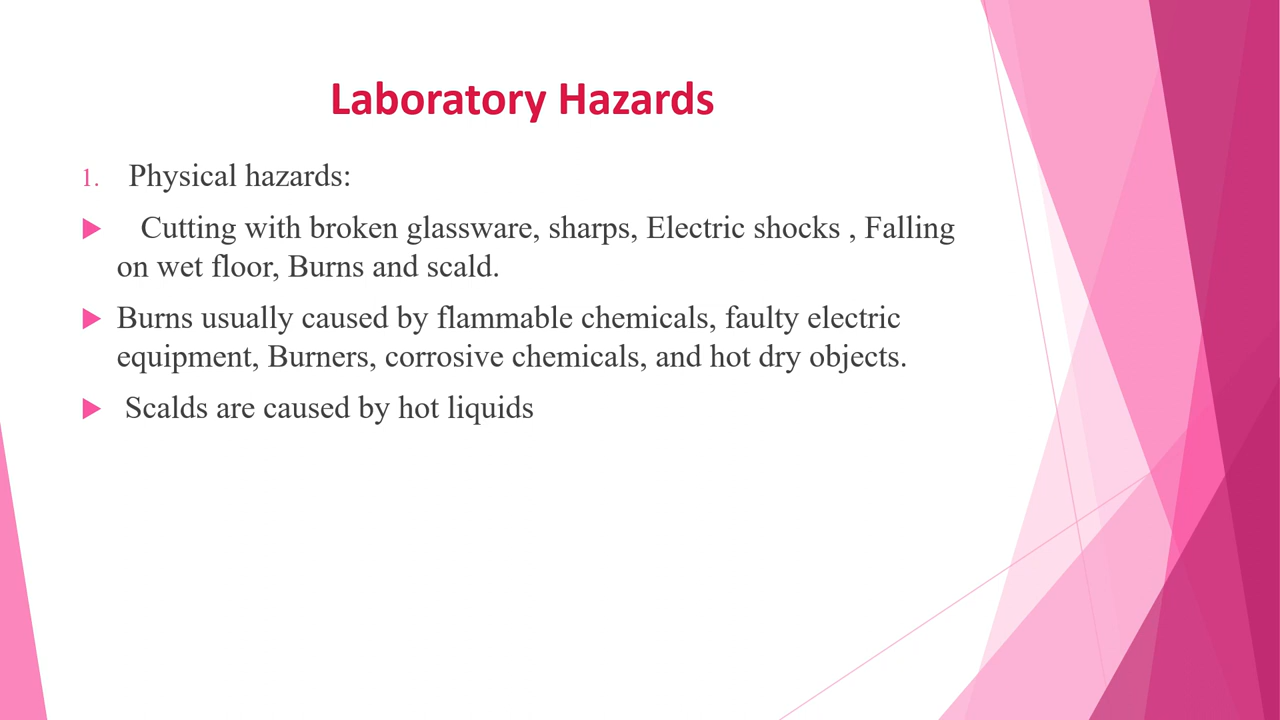 Laboratory Hazards
1. Physical hazards:
Cutting with broken glassware, sharps, Electric shocks , Falling
on wet floor, Burns and scald.
Burns usually caused by flammable chemicals, faulty electric
equipment, Burners, corrosive chemicals, and hot dry objects.
Scalds are caused by hot liquids